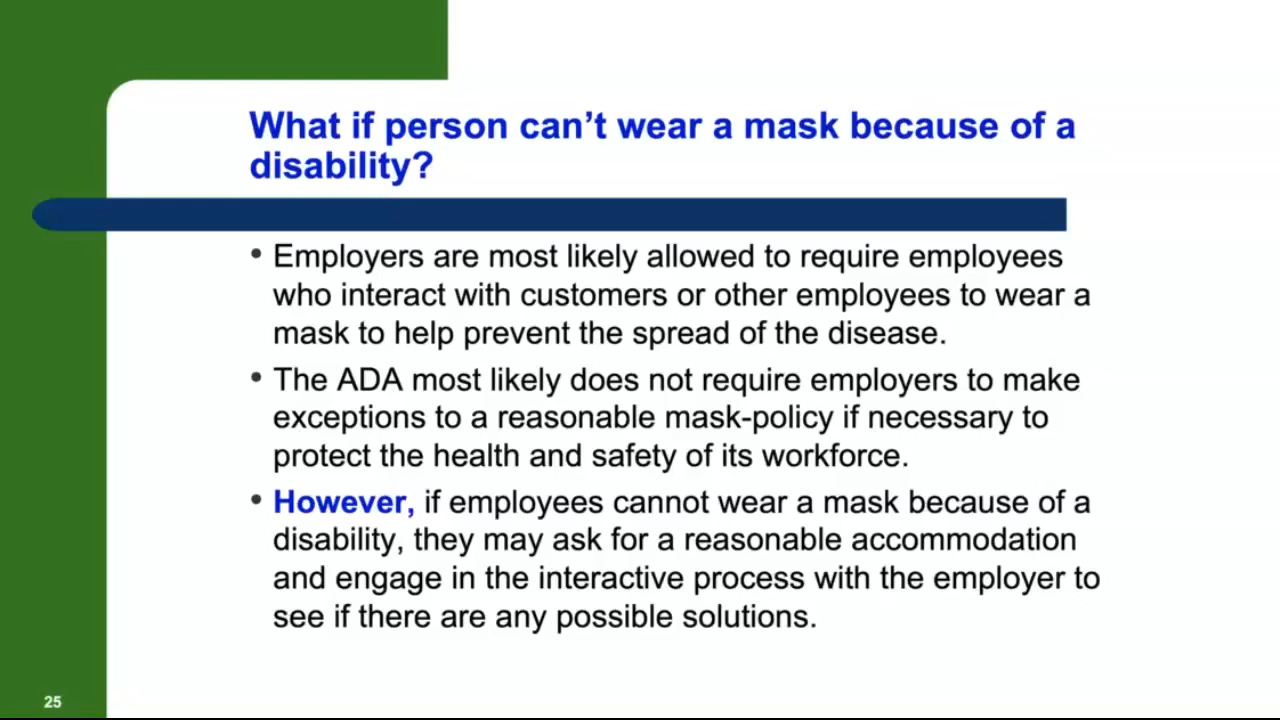 What if person can’t wear a mask because of a
disability?
• Employers are most likely allowed to require employees
who interact with customers or other employees to wear a
mask to help prevent the spread of the disease.
• The ADA most likely does not require employers to make
exceptions to a reasonable mask-policy if necessary to
protect the health and safety of its workforce.
• However, if employees cannot wear a mask because of a
disability, they may ask for a reasonable accommodation
and engage in the interactive process with the employer to
see if there are any possible solutions.
25